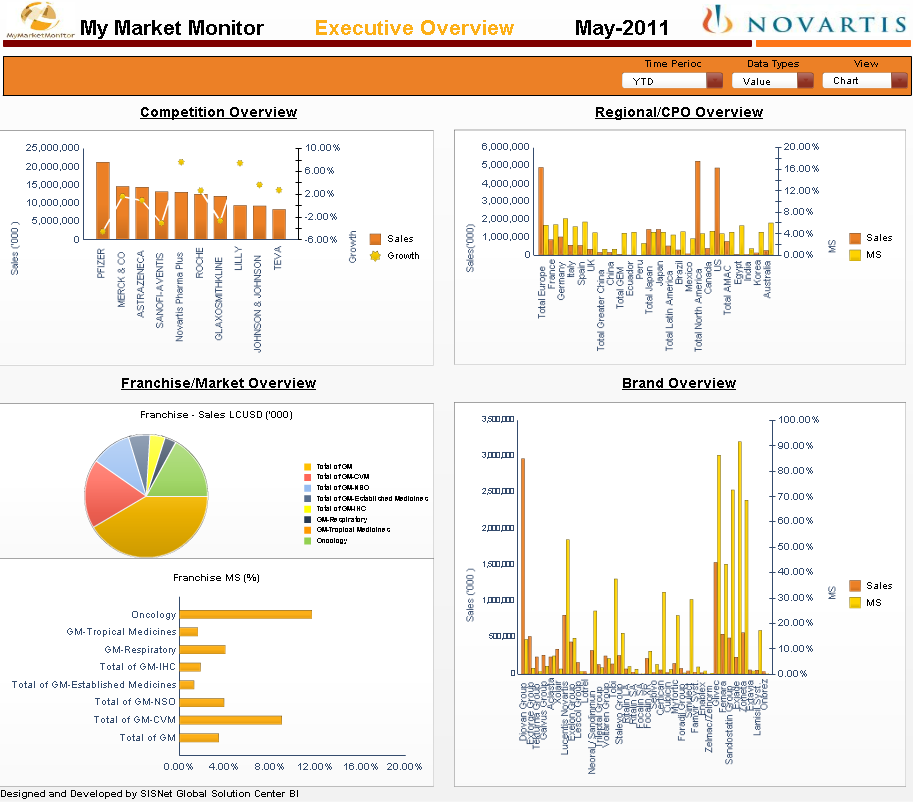 MyMarketMonitor
My Market Monitor
Executive Overview
May-2011
NOVARTIS
Time Perioc
Data Types
View
YTD
Value
Chart
Competition Overview
25,000,000
20,000,000
15,000,000
10,000,000
5,000,000
0
Sales ('000 )
10.00%
6.00%
2.00%
-2.00%
-6.00%
Growth
Sales
Growth
PFIZER
MERCK & CO
ASTRAZENECA
SANOFI-AVENTIS
Novartis Pharma Plus
ROCHE
GLAXOSMITHKLINE
LILLY
JOHNSON & JOHNSON
TEVA
Regional/CPO Overview
6,000,000
5,000,000
4,000,000
3,000,000
2,000,000
1,000,000
0
Sales('000)
20.00%
16.00%
12.00%
8.00%
4.00%
0.00%
MS
Sales
MS
Total Europe
France
Germany
Italy
Spain
UK
Total Greater China
China
Total GEM
Ecuador
Peru
Total Japan
Japan
Total Latin America
Brazil
Mexico
Total North America
Canada
US
Total AMAC
Egypt
India
Korea
Australia
Franchise/Market Overview
Franchise - Sales LCUSD ('000)
Total of GM
Total of GM-CVM
Total of GM-NSO
Total of GM-Established Medicines
Total of GM-IHC
GM-Respiratory
GM-Tropical Medicines
Oncology
Franchise MS (%)
Oncology
GM-Tropical Medicines
GM-Respiratory
Total of GM-IHC
Total of GM-Established Medicines
Total of GM-NSO
Total of GM-CVM
Total of GM
0.00%
4.00%
8.00%
12.00%
16.00%
20.00%
Brand Overview
3,500,000
3,000,000
2,500,000
2,000,000
1,500,000
1,000,000
500,000
0
Sales ('000 )
100.00%
90.00%
80.00%
70.00%
60.00%
50.00%
40.00%
30.00%
20.00%
10.00%
0.00%
MS
Sales
MS
Diovan Group
Exforge Group
Tekturna Group
Galvus Group
Aclasta
Xolair
Lucentis Novartis
Exelon Group
Lescol Group
Lotrel
Neoral / Sandimmun
Trileptal Group
Voltaren Group
Tobi
Stalevo Group
Ritalin LA
Ritalin SA
Focalin SA
Focalin XR
Certican
Cubicin
Myfortic
Foradil Group
Famvir Syst
Enablex
Zelmac/Zelnorm
Glivec
Femara
Sandostatin Group
Exjade
Zometa
Lamisil Syst
Onbrez
Designed and Developed by SISNet Global Solution Center BI